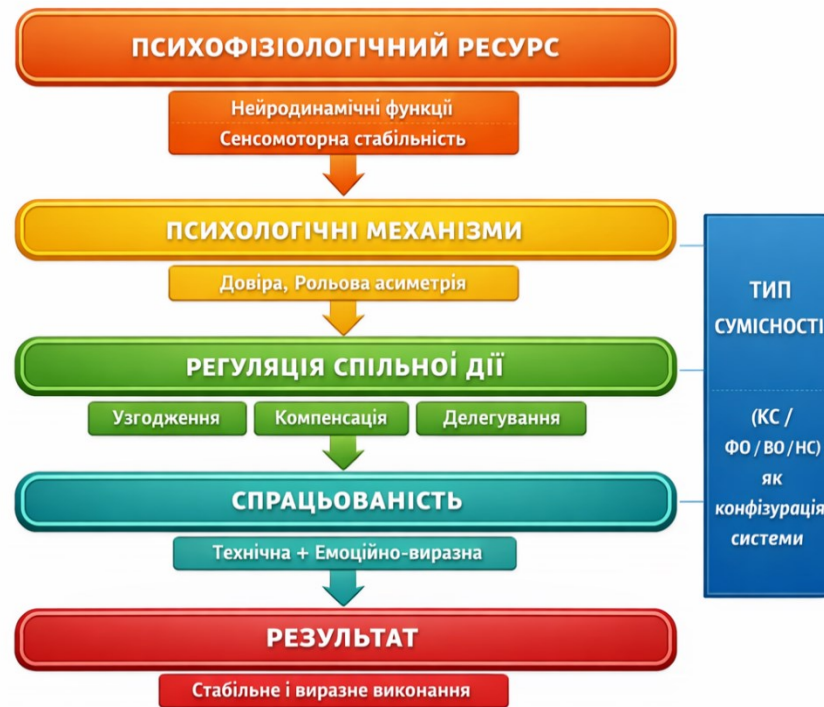 ПСИХОФІЗІОЛОГІЧНИЙ РЕСУРС
Нейродинамічні функції
Сенсомоторна стабільність
ПСИХОЛОГІЧНІ МЕХАНІЗМИ
Довіра, Рольова асиметрія
РЕГУЛЯЦІЯ СПІЛЬНОЇ ДІЇ
Узгодження
Компенсація
Делегування
СПРАЦЬОВАНІСТЬ
Технічна + Емоційно-виразна
РЕЗУЛЬТАТ
Стабільне і виразне виконання
ТИП
СУМІСНОСТІ
(КС /
ФО / ВО / НС)
як
конфізурація
системи